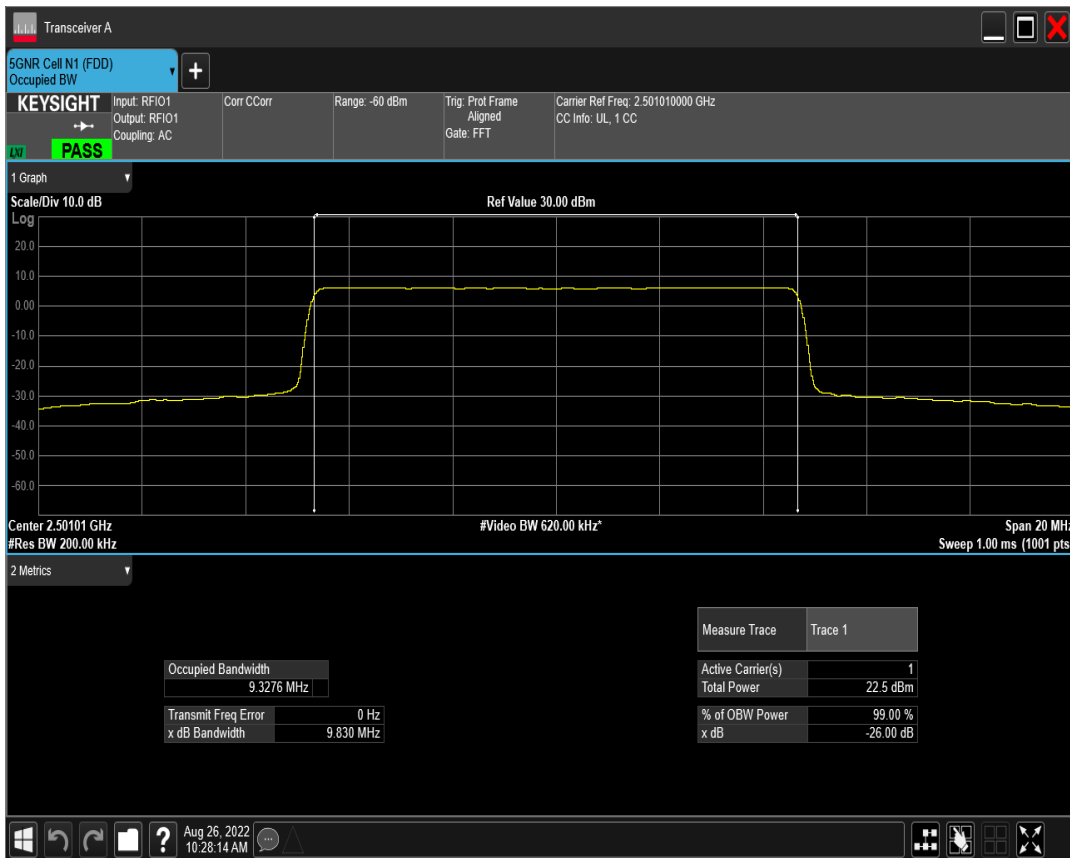 Transceiver A
5GNR Cell N1 (FDD)
Occupied BW
+
KEYSIGHT
Input: RFIO1
Output: RFIO1
Coupling: AC
Corr CCorr
Range: -60 dBm
Trig: Prot Frame
Aligned
Gate: FFT
Carrier Ref Freq: 2.501010000 GHz
CC Info: UL, 1 CC
LXI
PASS
1 Graph
Scale/Div 10.0 dB
Ref Value 30.00 dBm
Log
20.0
10.0
0.00
-10.0
-20.0
-30.0
-40.0
-50.0
-60.0
Center 2.50101 GHz
#Video BW 620.00 kHz*
Span 20 MHz
#Res BW 200.00 kHz
Sweep 1.00 ms (1001 pts
2 Metrics
Measure Trace Trace 1
Occupied Bandwidth
9.3276 MHz
Active Carrier(s) 1
Total Power 22.5 dBm
Transmit Freq Error 0 Hz
x dB Bandwidth 9.830 MHz
% of OBW Power 99.00 %
x dB -26.00 dB
?
Aug 26, 2022
10:28:14 AM